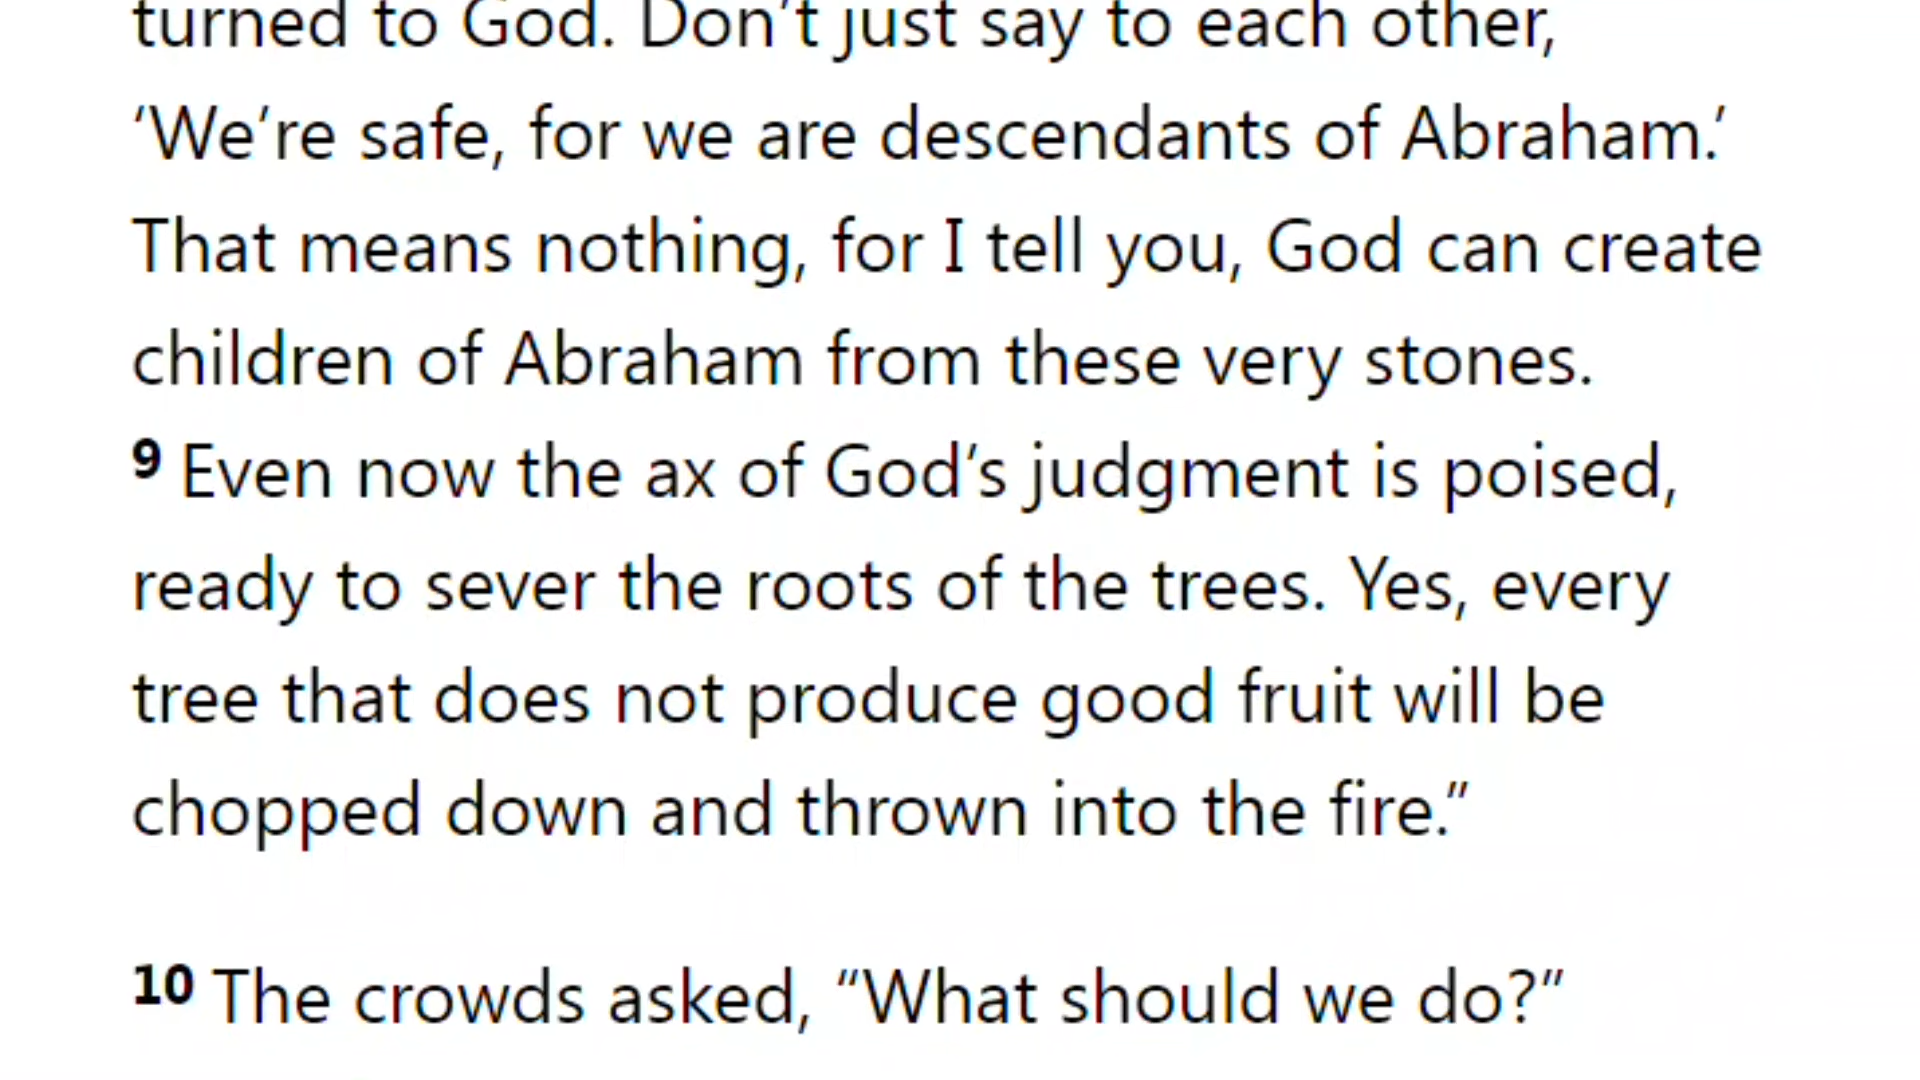 turned to God. Don’t just say to each other,
‘We’re safe, for we are descendants of Abraham.’
That means nothing, for I tell you, God can create
children of Abraham from these very stones.
9 Even now the ax of God’s judgment is poised,
ready to sever the roots of the trees. Yes, every
tree that does not produce good fruit will be
chopped down and thrown into the fire.”
10 The crowds asked, “What should we do?”